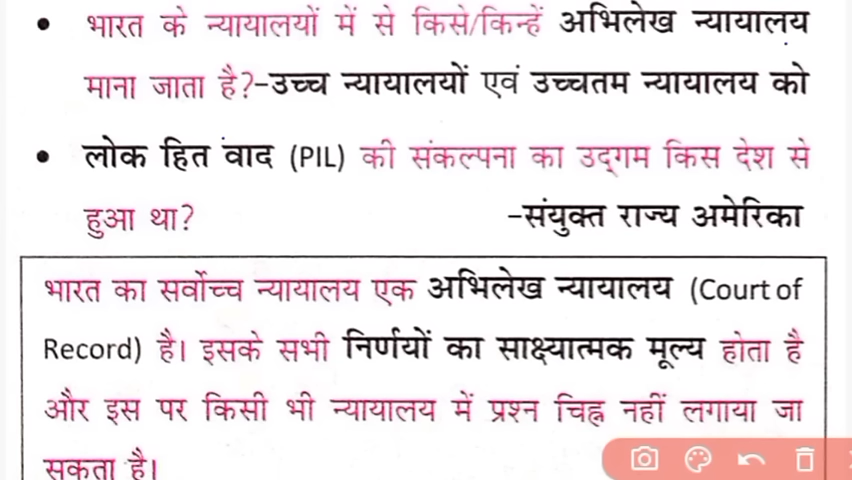 • भारत के न्यायालयों में से किसे/किन्हें अभिलेख न्यायालय
माना जाता है?-उच्च न्यायालयों एवं उच्चतम न्यायालय को
• लोक हित वाद (PIL) की संकल्पना का उद्‌गम किस देश से
हुआ था? -संयुक्त राज्य अमेरिका
भारत का सर्वोच्च न्यायालय एक अभिलेख न्यायालय (Court of
Record) है। इसके सभी निर्णयों का साक्ष्यात्मक मूल्य होता है
और इस पर किसी भी न्यायालय में प्रश्न चिह्न नहीं लगाया जा
सकता है।